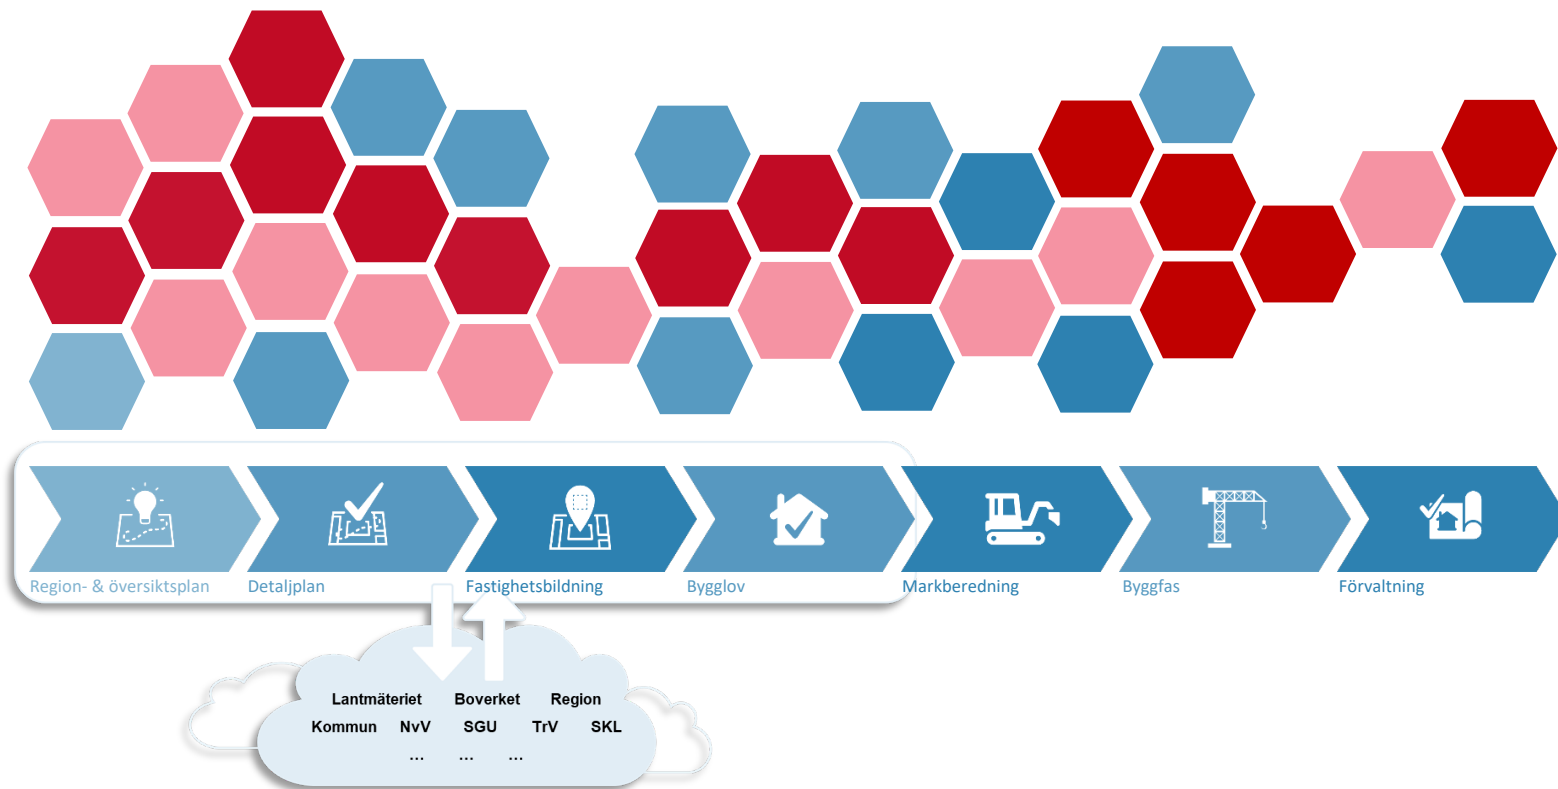 Region- & översiktsplan Detaljplan Fastighetsbildning Bygglov Markberedning Byggfas Förvaltning
Lantmäteriet Boverket Region
Kommun NvV SGU TrV SKL
... ... ...